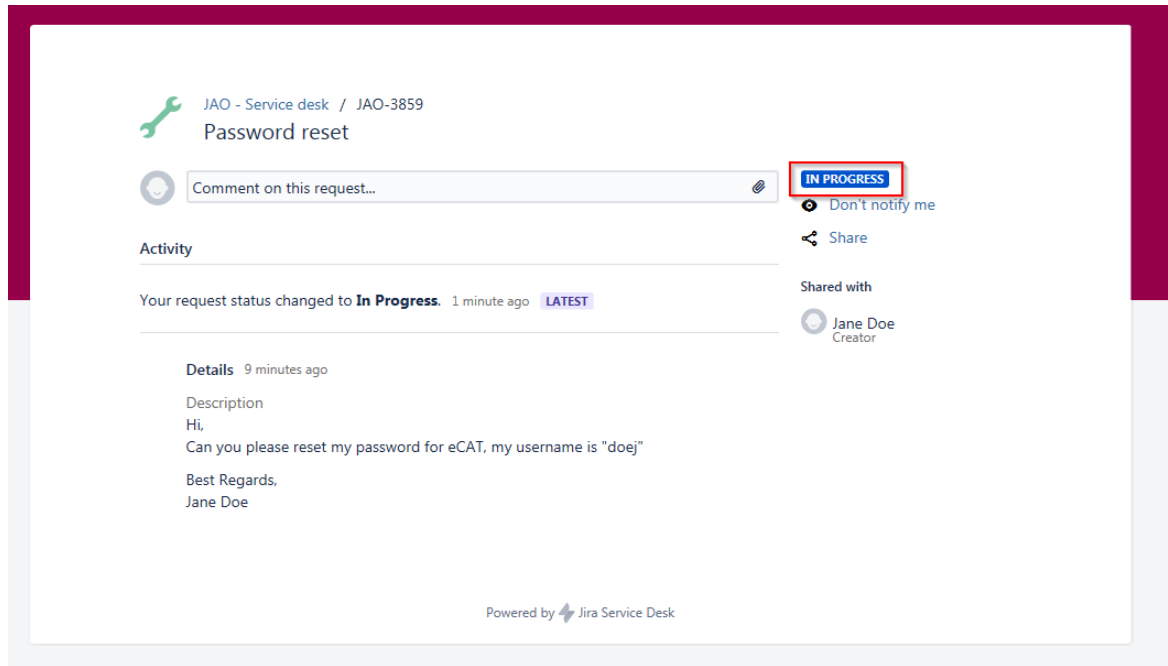 JAO - Service desk / JAO-3859
Password reset
Comment on this request...
IN PROGRESS
Don't notify me
Share
Activity
Your request status changed to In Progress. 1 minute ago LATEST
Shared with
Jane Doe
Creator
Details 9 minutes ago
Description
Hi,
Can you please reset my password for eCAT, my username is "doej"
Best Regards,
Jane Doe
Powered by Jira Service Desk